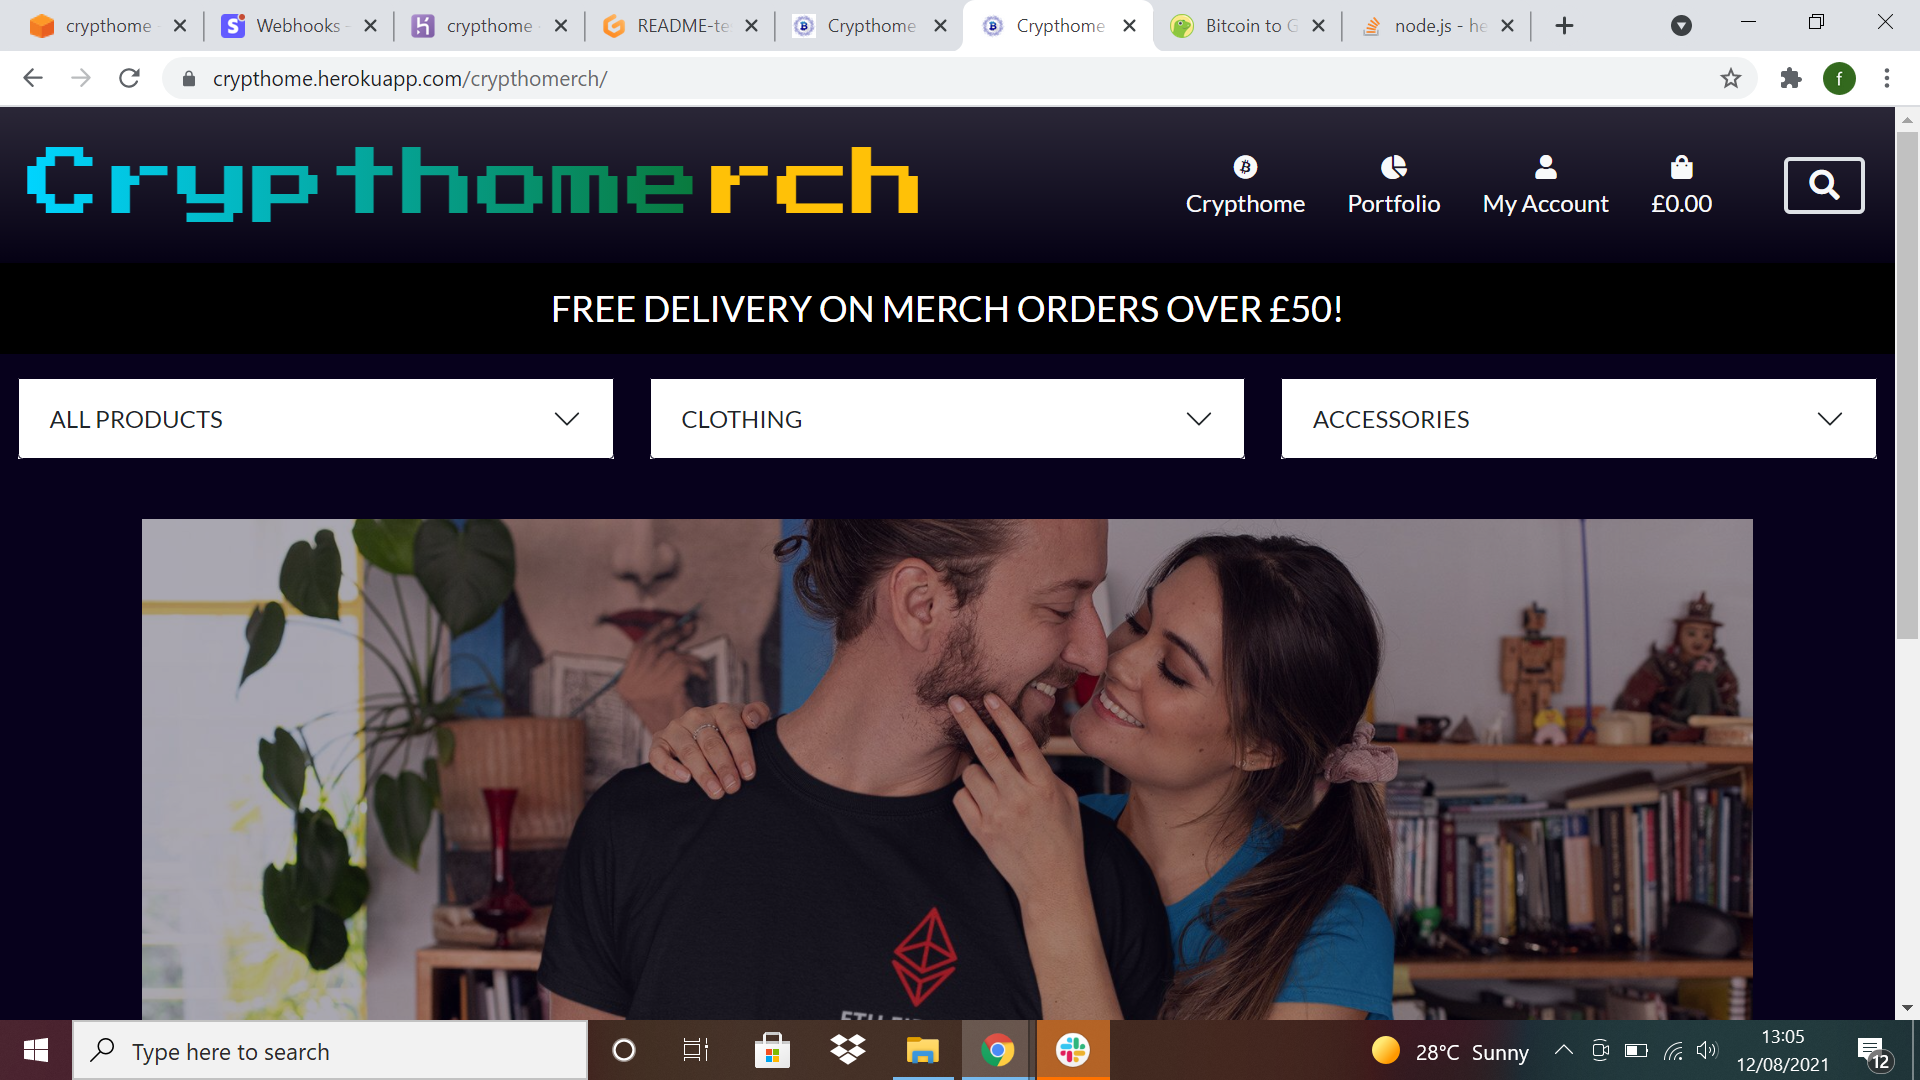 crypthome
Webhooks -
crypthome
README-te
Crypthome
Crypthome
Bitcoin to G
node.js - he
f
crypthome.herokuapp.com/crypthomerch/
Crypthomerch
Crypthome
Portfolio
My Account
£0.00
FREE DELIVERY ON MERCH ORDERS OVER £50!
ALL PRODUCTS
CLOTHING
ACCESSORIES
Type here to search
28°C Sunny
13:05
12/08/2021
12